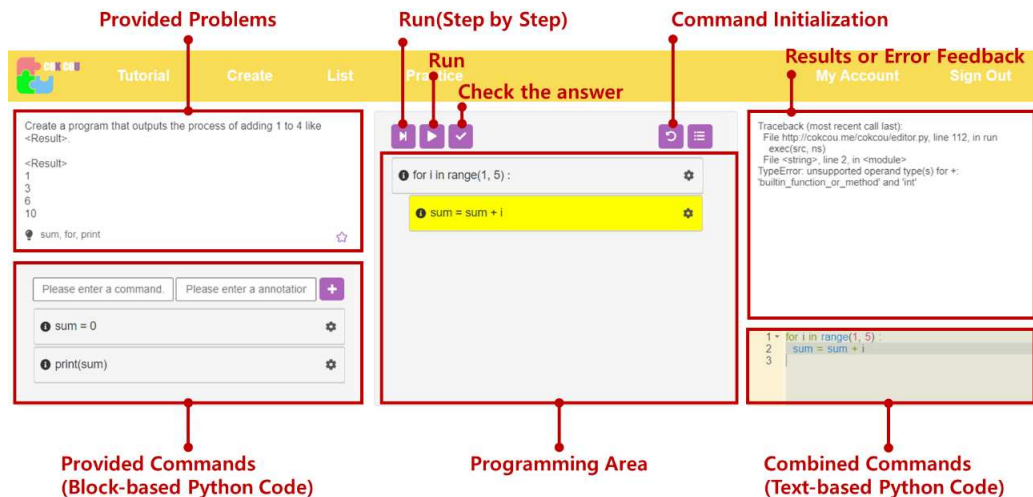 Provided Problems
Run(Step by Step)
Command Initialization
Run
Results or Error Feedback
COK COU
Tutorial
Create
List
Practice
My Account
Sign Out
Check the answer
Create a program that outputs the process of adding 1 to 4 like
<Result>.
<Result>
1
3
6
10
sum, for, print
Please enter a command.
Please enter a annotation
+
sum = 0
print(sum)
for i in range(1, 5) :
sum = sum + i
Traceback (most recent call last):
File http://cokcou.me/cokcou/editor.py, line 112, in run
exec(src, ns)
File <string>, line 2, in <module>
TypeError: unsupported operand type(s) for +:
'builtin_function_or_method' and 'int'
1 for i in range(1, 5) :
2 sum = sum + i
3
Provided Commands
(Block-based Python Code)
Programming Area
Combined Commands
(Text-based Python Code)